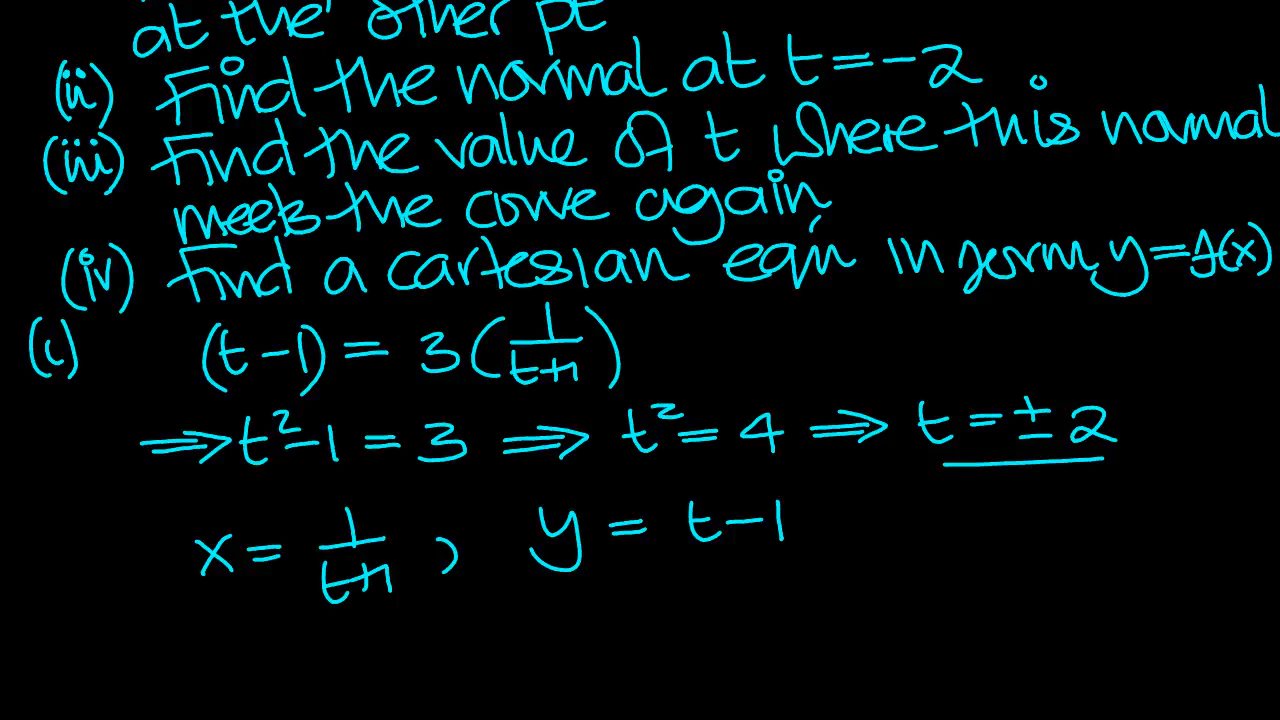 at the other pt
(ii) Find the normal at t = -2
(iii) Find the value of t where this normal
meets the curve again
(iv) Find a cartesian eqn in form y = f(x)
(i) (t-1) = 3(1/(t+1))
⇒ t²-1 = 3 ⇒ t² = 4 ⇒ t = ± 2
x = 1/(t+1), y = t-1